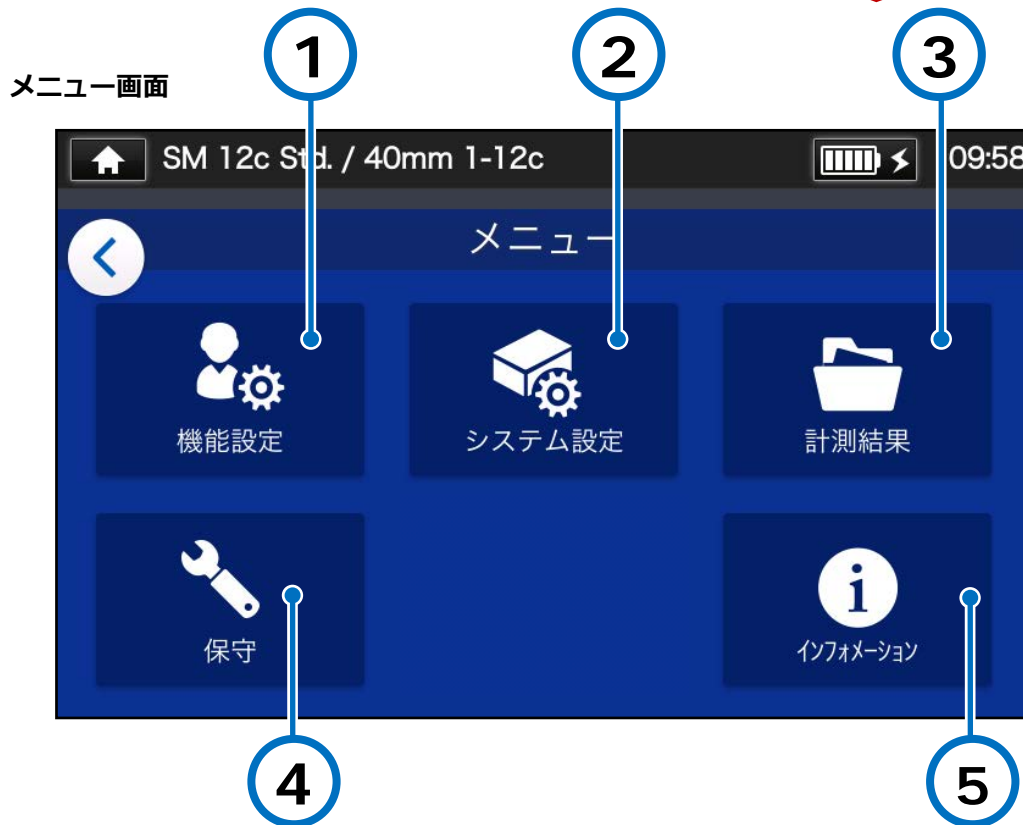 1 2 3
メニュー画面
SM 12c Std. / 40mm 1-12c 09:58
メニュー
機能設定 システム設定 計測結果
保守 インフォメーション
4 5